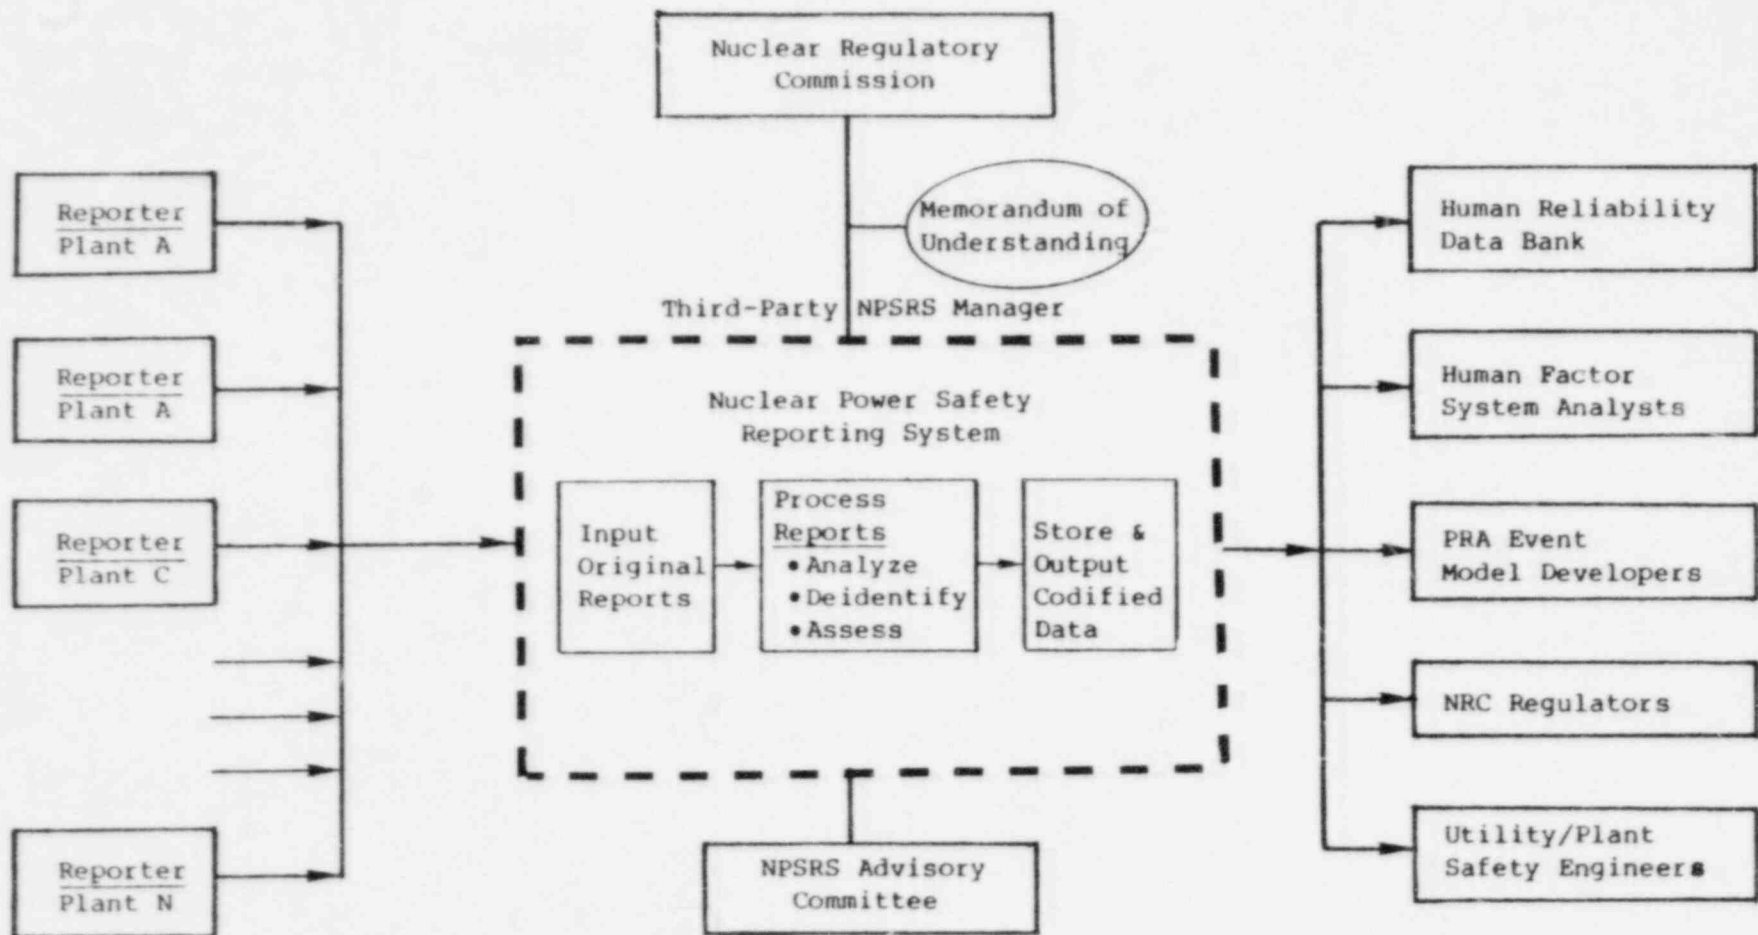 Nuclear Regulatory
Commission
Memorandum of
Understanding
Third-Party NPSRS Manager
Reporter
Plant A
Reporter
Plant A
Reporter
Plant C
Reporter
Plant N
Nuclear Power Safety
Reporting System
Input
Original
Reports
Process
Reports
• Analyze
• Deidentify
• Assess
Store &
Output
Codified
Data
NPSRS Advisory
Committee
Human Reliability
Data Bank
Human Factor
System Analysts
PRA Event
Model Developers
NRC Regulators
Utility/Plant
Safety Engineers